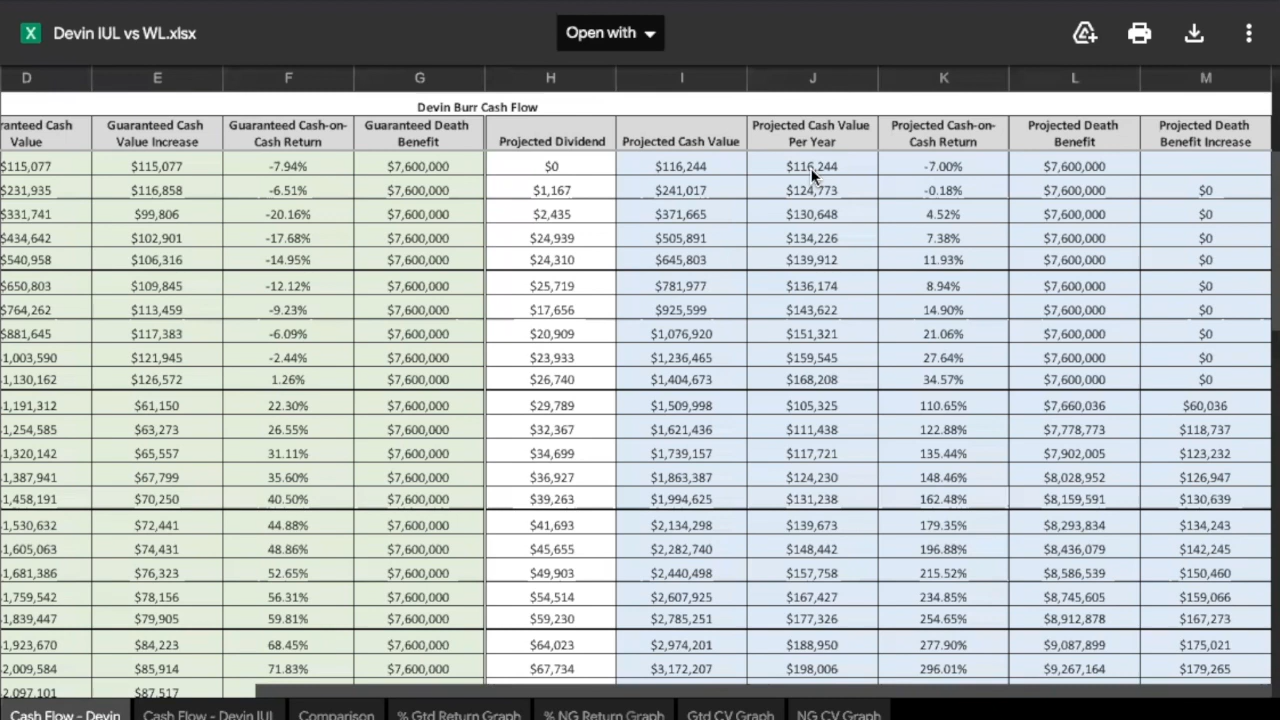 Devin IUL vs WL.xlsx Open with
D E F G H I J K L M
Devin Burr Cash Flow
ranteed Cash Value Guaranteed Cash Value Increase Guaranteed Cash-on-Cash Return Guaranteed Death Benefit Projected Dividend Projected Cash Value Projected Cash Value Per Year Projected Cash-on-Cash Return Projected Death Benefit Projected Death Benefit Increase
$115,077 $115,077 -7.94% $7,600,000 $0 $116,244 $116,244 -7.00% $7,600,000
$231,935 $116,858 -6.51% $7,600,000 $1,167 $241,017 $124,773 -0.18% $7,600,000 $0
$331,741 $99,806 -20.16% $7,600,000 $2,435 $371,665 $130,648 4.52% $7,600,000 $0
$434,642 $102,901 -17.68% $7,600,000 $24,939 $505,891 $134,226 7.38% $7,600,000 $0
$540,958 $106,316 -14.95% $7,600,000 $24,310 $645,803 $139,912 11.93% $7,600,000 $0
$650,803 $109,845 -12.12% $7,600,000 $25,719 $781,977 $136,174 8.94% $7,600,000 $0
$764,262 $113,459 -9.23% $7,600,000 $17,656 $925,599 $143,622 14.90% $7,600,000 $0
$881,645 $117,383 -6.09% $7,600,000 $20,909 $1,076,920 $151,321 21.06% $7,600,000 $0
1,003,590 $121,945 -2.44% $7,600,000 $23,933 $1,236,465 $159,545 27.64% $7,600,000 $0
1,130,162 $126,572 1.26% $7,600,000 $26,740 $1,404,673 $168,208 34.57% $7,600,000 $0
1,191,312 $61,150 22.30% $7,600,000 $29,789 $1,509,998 $105,325 110.65% $7,660,036 $60,036
1,254,585 $63,273 26.55% $7,600,000 $32,367 $1,621,436 $111,438 122.88% $7,778,773 $118,737
1,320,142 $65,557 31.11% $7,600,000 $34,699 $1,739,157 $117,721 135.44% $7,902,005 $123,232
1,387,941 $67,799 35.60% $7,600,000 $36,927 $1,863,387 $124,230 148.46% $8,028,952 $126,947
1,458,191 $70,250 40.50% $7,600,000 $39,263 $1,994,625 $131,238 162.48% $8,159,591 $130,639
1,530,632 $72,441 44.88% $7,600,000 $41,693 $2,134,298 $139,673 179.35% $8,293,834 $134,243
1,605,063 $74,431 48.86% $7,600,000 $45,655 $2,282,740 $148,442 196.88% $8,436,079 $142,245
1,681,386 $76,323 52.65% $7,600,000 $49,903 $2,440,498 $157,758 215.52% $8,586,539 $150,460
1,759,542 $78,156 56.31% $7,600,000 $54,514 $2,607,925 $167,427 234.85% $8,745,605 $159,066
1,839,447 $79,905 59.81% $7,600,000 $59,230 $2,785,251 $177,326 254.65% $8,912,878 $167,273
1,923,670 $84,223 68.45% $7,600,000 $64,023 $2,974,201 $188,950 277.90% $9,087,899 $175,021
2,009,584 $85,914 71.83% $7,600,000 $67,734 $3,172,207 $198,006 296.01% $9,267,164 $179,265
2,097,101 $87,517
Cash Flow - Devin Cash Flow - Devin IUL Comparison % Gtd Return Graph % NG Return Graph Gtd CV Graph NG CV Graph